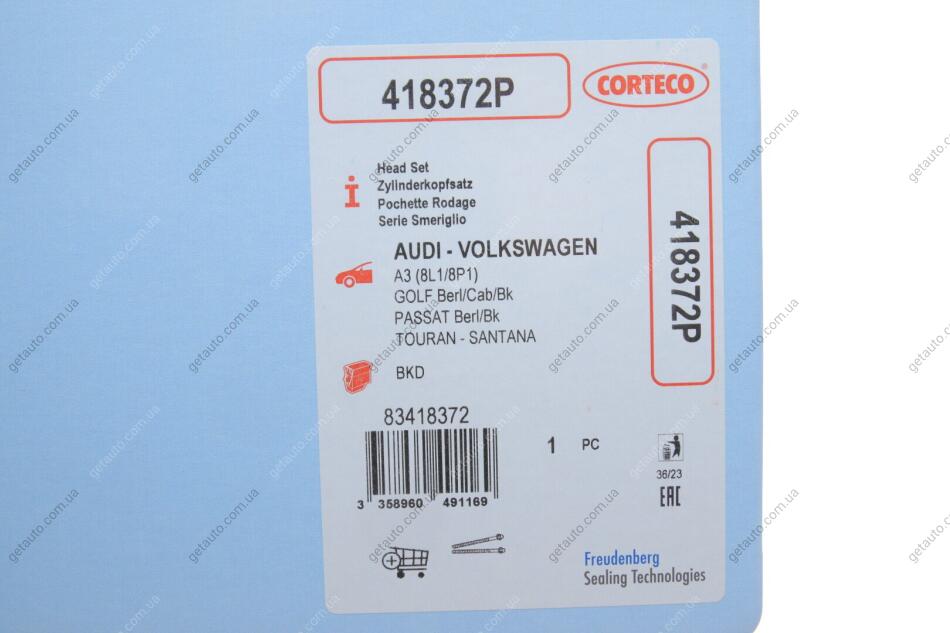 418372P
CORTECO
Head Set
Zylinderkopfsatz
Pochette Rodage
Serie Smeriglio
418372P
AUDI - VOLKSWAGEN
A3 (8L1/8P1)
GOLF Berl/Cab/Bk
PASSAT Berl/Bk
TOURAN - SANTANA
BKD
83418372
1 PC
3 358960 491169
36/23
EAC
Freudenberg
Sealing Technologies
getauto.com.ua